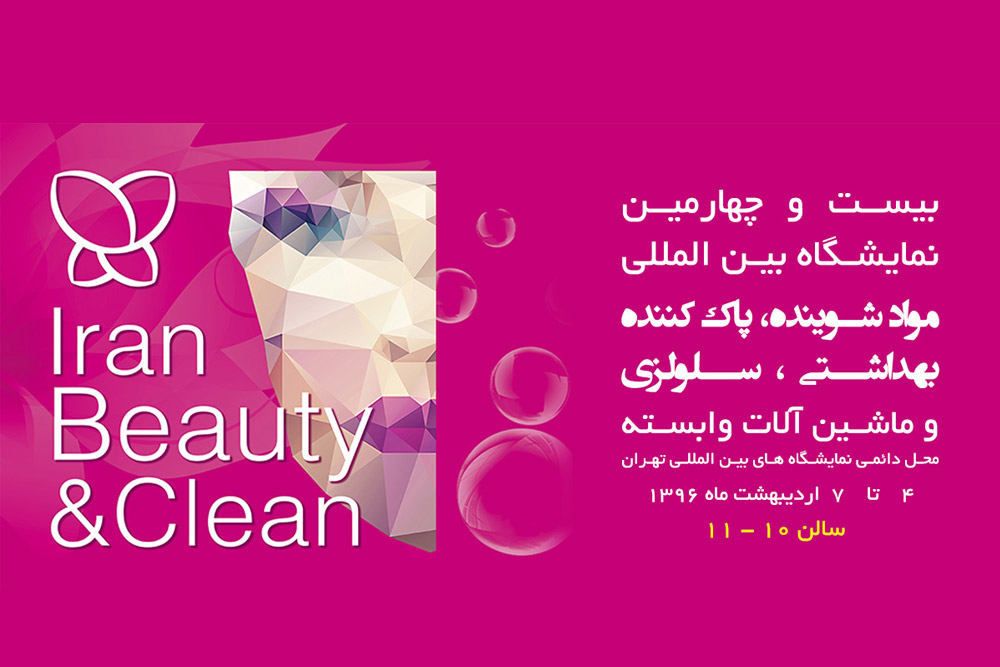 Iran
Beauty
&Clean
بیست و چهارمین
نمایشگاه بین المللی
مواد شوینده، پاک کننده
بهداشتی ، سلولزی
و ماشین آلات وابسته
محل دائمی نمایشگاه های بین المللی تهران
۴ تا ۷ اردیبهشت ماه ۱۳۹۶
سالن ۱۰ - ۱۱